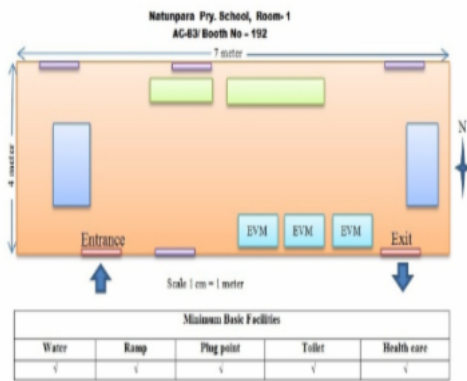 Natunpara Pry. School, Room- 1
AC-63/ Booth No – 192
7 meter
4 meter
N
EVM EVM EVM
Entrance Exit
Scale 1 cm = 1 meter
Minimum Basic Facilities
Water Ramp Plug point Toilet Health care
√ √ √ √ √